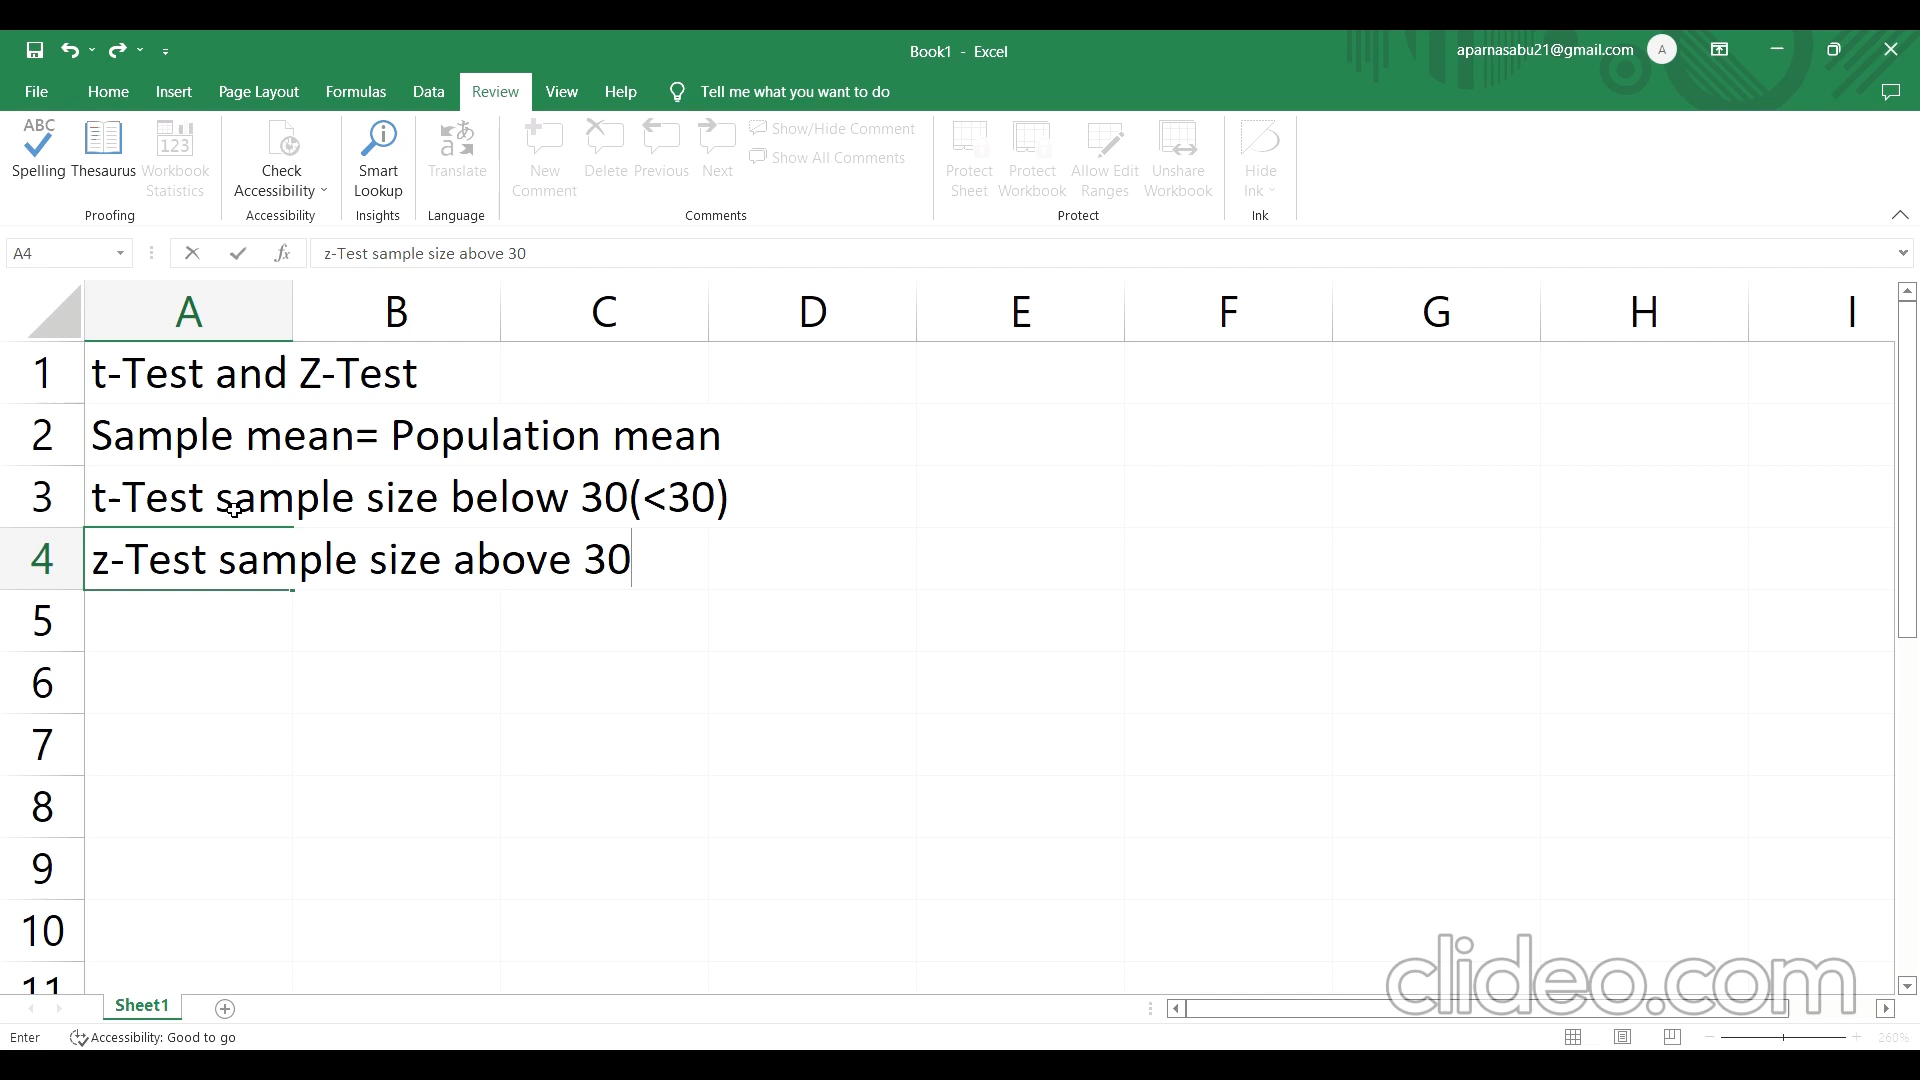 Book1 - Excel
aparnasabu21@gmail.com
A
File Home Insert Page Layout Formulas Data Review View Help Tell me what you want to do
ABC
Spelling
Thesaurus
123
Workbook Statistics
Check Accessibility
Smart Lookup
Translate
New Comment
Delete
Previous
Next
Show/Hide Comment
Show All Comments
Protect Sheet
Protect Workbook
Allow Edit Ranges
Unshare Workbook
Hide Ink
Proofing Accessibility Insights Language Comments Protect Ink
A4 fx z-Test sample size above 30
A B C D E F G H I
1 t-Test and Z-Test
2 Sample mean= Population mean
3 t-Test sample size below 30(<30)
4 z-Test sample size above 30
5
6
7
8
9
10
11
clideo.com
Sheet1
Enter Accessibility: Good to go 260%